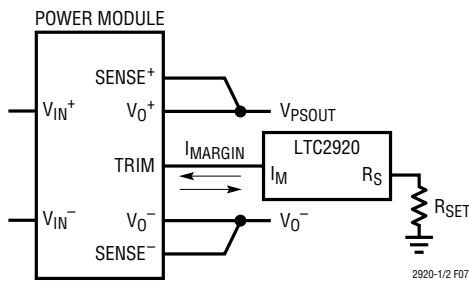 POWER MODULE
SENSE+
VIN+
VO+
VPSOUT
IMARGIN
LTC2920
TRIM
IM
RS
RSET
VIN−
VO−
VO−
SENSE−
2920-1/2 F07